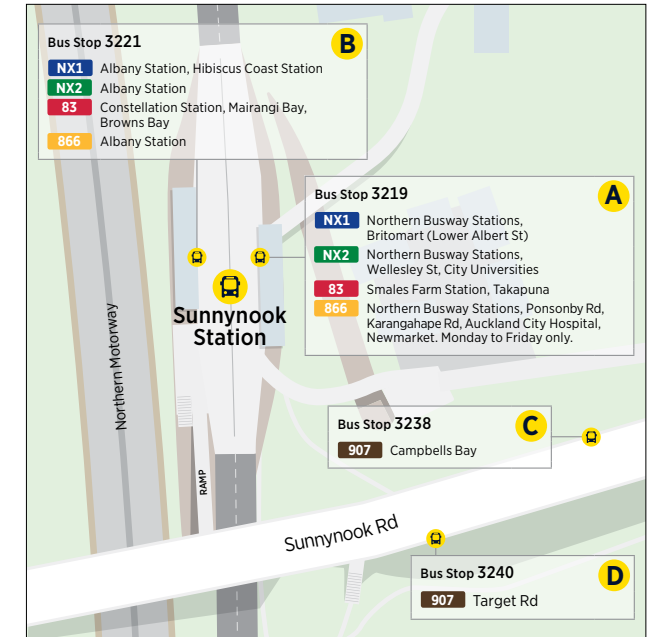 Bus Stop 3221
B
NX1 Albany Station, Hibiscus Coast Station
NX2 Albany Station
83 Constellation Station, Mairangi Bay,
Browns Bay
866 Albany Station
Bus Stop 3219
A
NX1 Northern Busway Stations,
Britomart (Lower Albert St)
NX2 Northern Busway Stations,
Wellesley St, City Universities
83 Smales Farm Station, Takapuna
866 Northern Busway Stations, Ponsonby Rd,
Karangahape Rd, Auckland City Hospital,
Newmarket. Monday to Friday only.
Sunnynook
Station
Northern Motorway
Bus Stop 3238
C
907 Campbells Bay
RAMP
Sunnynook Rd
Bus Stop 3240
D
907 Target Rd